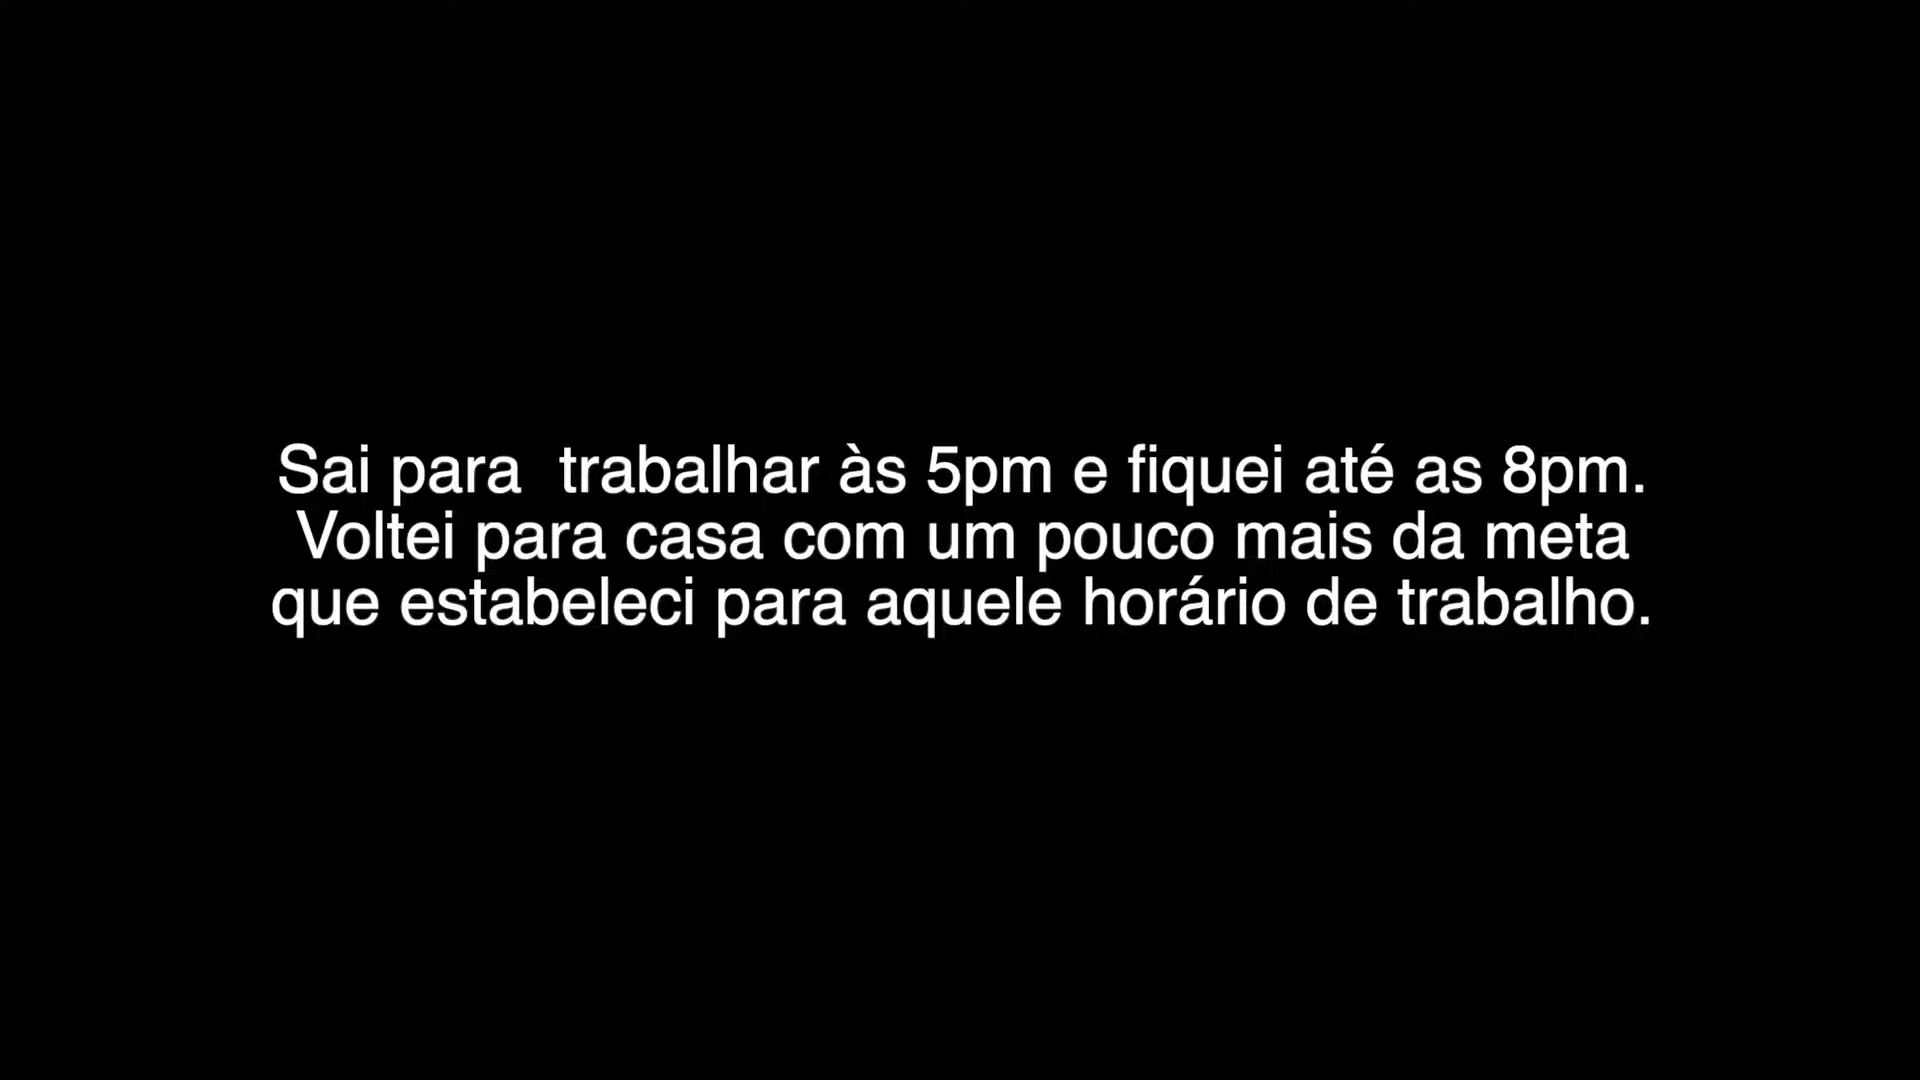 Sai para  trabalhar às 5pm e fiquei até as 8pm.
Voltei para casa com um pouco mais da meta
que estabeleci para aquele horário de trabalho.